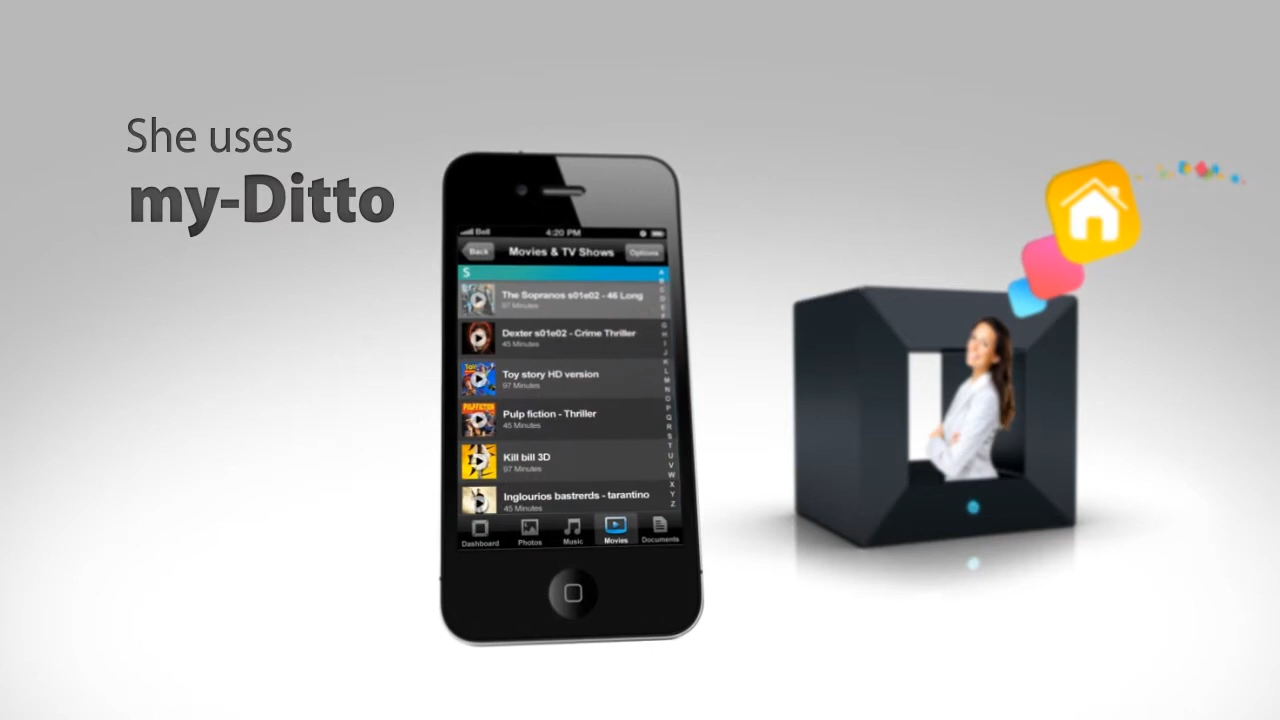 She uses
my-Ditto
Bell
4:20 PM
Back
Movies & TV Shows
Options
S
The Sopranos s01e02 - 46 Long
97 Minutes
Dexter s01e02 - Crime Thriller
45 Minutes
Toy story HD version
97 Minutes
Pulp fiction - Thriller
45 Minutes
Kill bill 3D
97 Minutes
Inglourios bastrerds - tarantino
45 Minutes
A
B
C
D
E
F
G
H
I
J
K
L
M
N
O
P
Q
R
S
T
U
V
W
X
Y
Z
Dashboard
Photos
Music
Movies
Documents
PULP FICTION